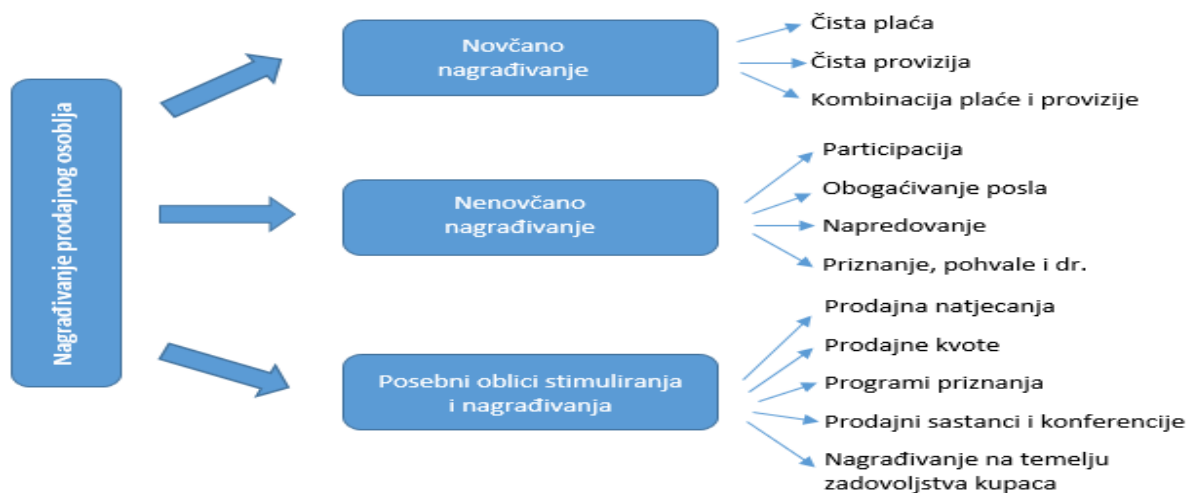 Nagrađivanje prodajnog osoblja
Novčano
nagrađivanje
Čista plaća
Čista provizija
Kombinacija plaće i provizije
Nenovčano
nagrađivanje
Participacija
Obogaćivanje posla
Napredovanje
Priznanje, pohvale i dr.
Posebni oblici stimuliranja
i nagrađivanja
Prodajna natjecanja
Prodajne kvote
Programi priznanja
Prodajni sastanci i konferencije
Nagrađivanje na temelju
zadovoljstva kupaca